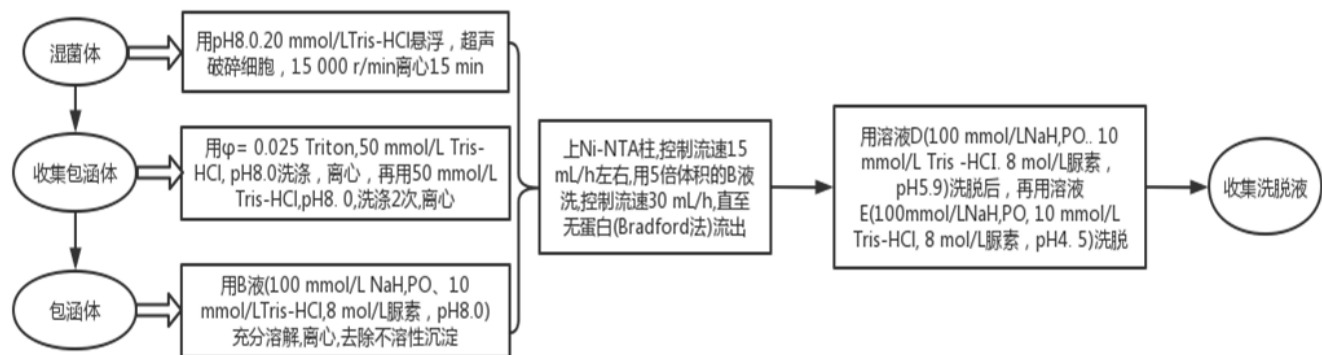 湿菌体
用pH8.0.20 mmol/LTris-HCl悬浮，超声
破碎细胞，15 000 r/min离心15 min
收集包涵体
用φ= 0.025 Triton,50 mmol/L Tris-
HCl, pH8.0洗涤，离心，再用50 mmol/L
Tris-HCl,pH8. 0,洗涤2次,离心
包涵体
用B液(100 mmol/L NaH,PO、10
mmol/LTris-HCl,8 mol/L脲素，pH8.0)
充分溶解,离心,去除不溶性沉淀
上Ni-NTA柱,控制流速15
mL/h左右,用5倍体积的B液
洗,控制流速30 mL/h,直至
无蛋白(Bradford法)流出
用溶液D(100 mmol/LNaH,PO.. 10
mmol/L Tris -HCI. 8 mol/L脲素，
pH5.9)洗脱后，再用溶液
E(100mmol/LNaH,PO, 10 mmol/L
Tris-HCl, 8 mol/L脲素，pH4. 5)洗脱
收集洗脱液